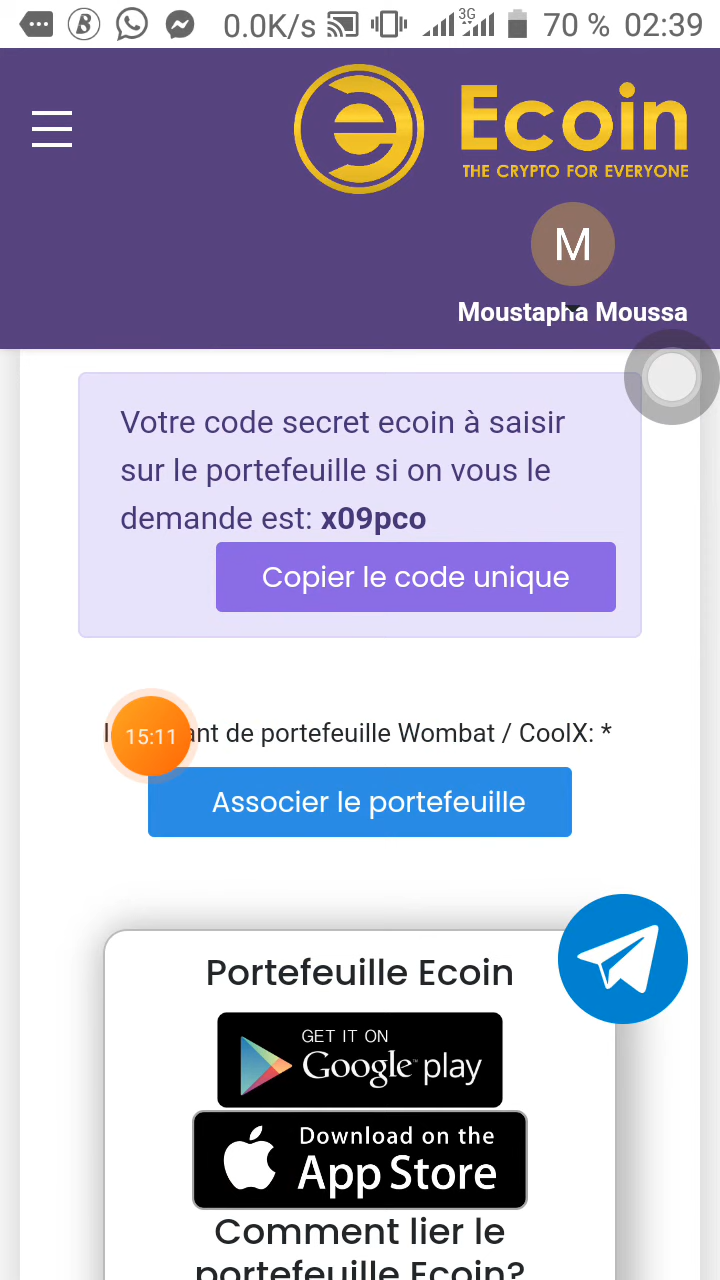 0.0K/s 3G 70 % 02:39
Ecoin
THE CRYPTO FOR EVERYONE
M
Moustapha Moussa
Votre code secret ecoin à saisir
sur le portefeuille si on vous le
demande est: x09pco
Copier le code unique
15:11 de portefeuille Wombat / CoolX: *
Associer le portefeuille
Portefeuille Ecoin
GET IT ON
Google play
Download on the
App Store
Comment lier le
portefeuille Ecoin?